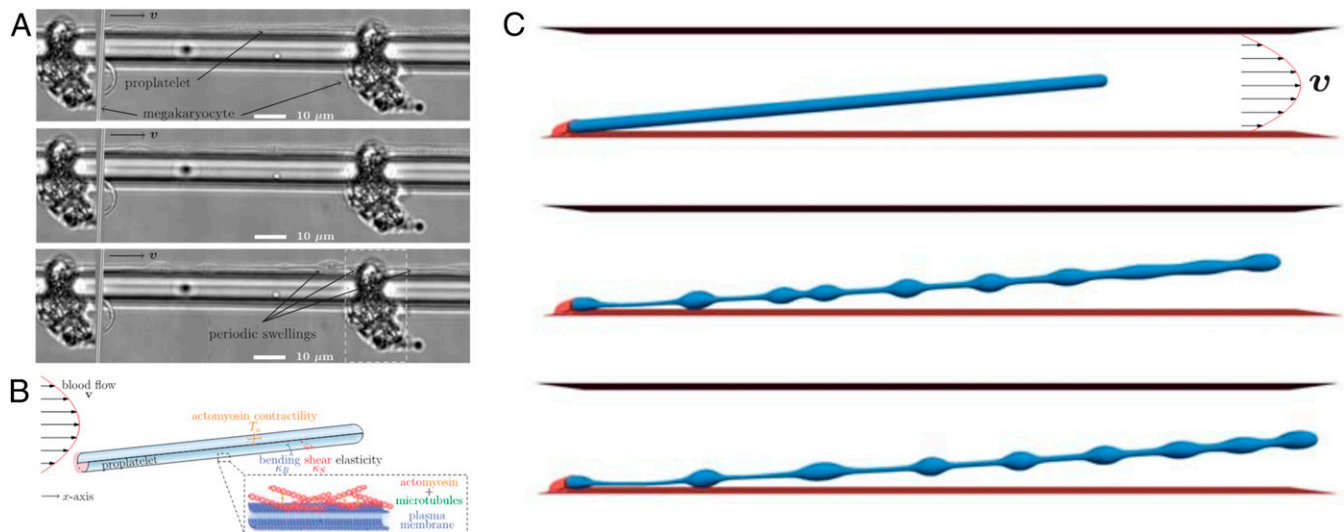 A
v
proplatelet
megakaryocyte
10 μm
v
10 μm
v
periodic swellings
10 μm
B
blood flow
v
actomyosin contractility
Tₐ
proplatelet
bending shear elasticity
κB κS
x-axis
actomyosin
+
microtubules
plasma
membrane
C
v